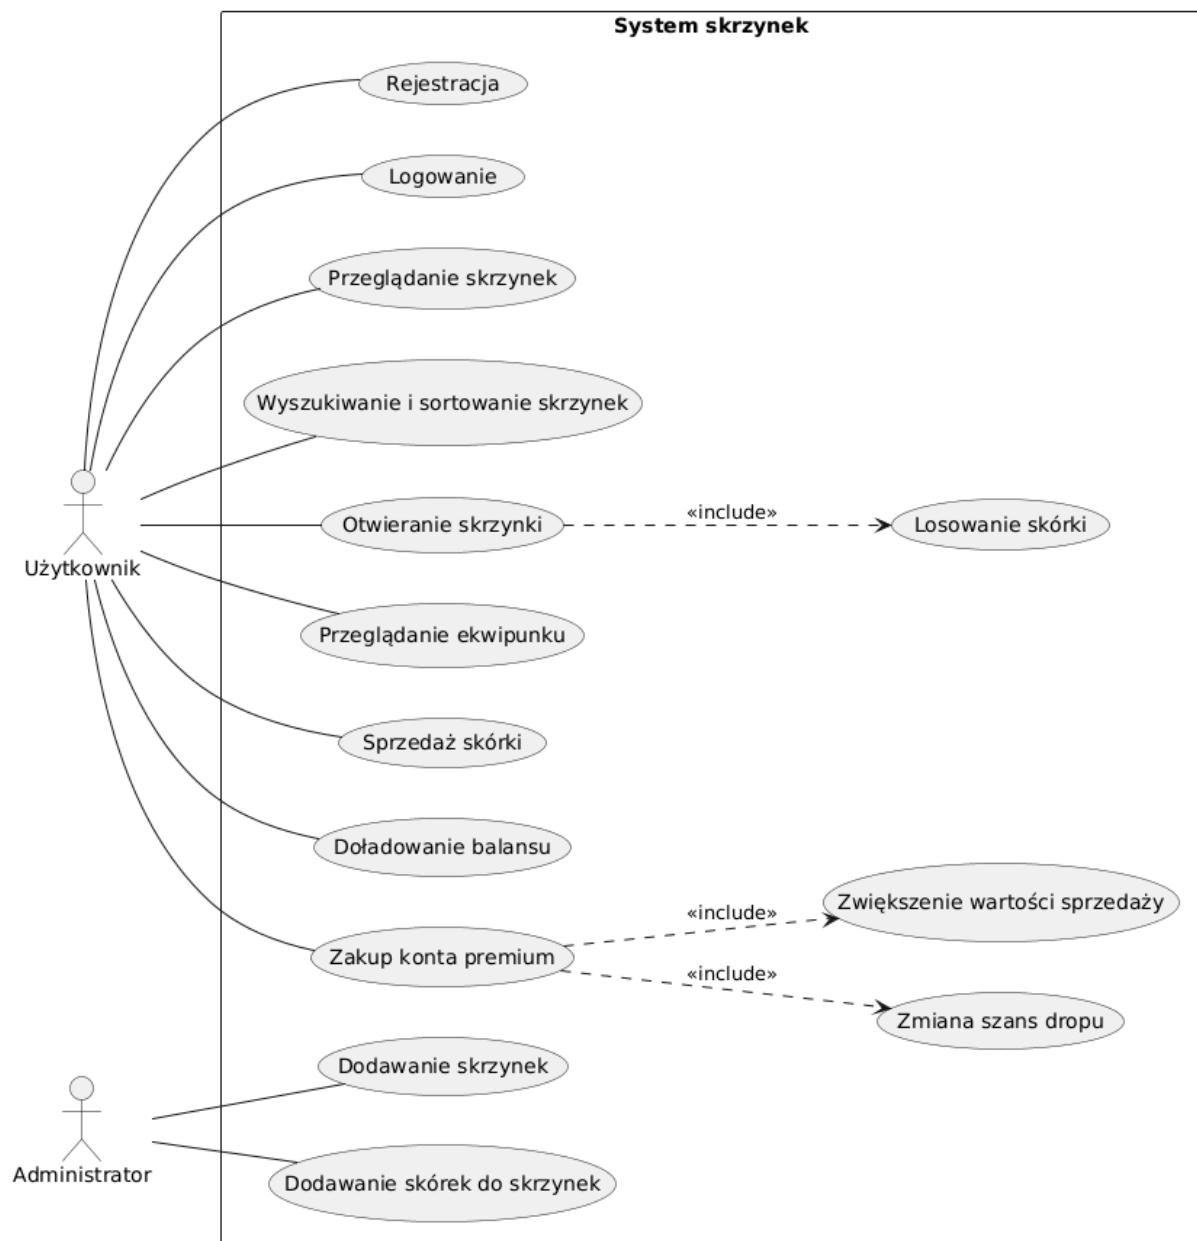 System skrzynek
Rejestracja
Logowanie
Przeglądanie skrzynek
Wyszukiwanie i sortowanie skrzynek
Otwieranie skrzynki
«include»
Losowanie skórki
Użytkownik
Przeglądanie ekwipunku
Sprzedaż skórki
Doładowanie balansu
Zwiększenie wartości sprzedaży
«include»
Zakup konta premium
«include»
Zmiana szans dropu
Dodawanie skrzynek
Administrator
Dodawanie skórek do skrzynek